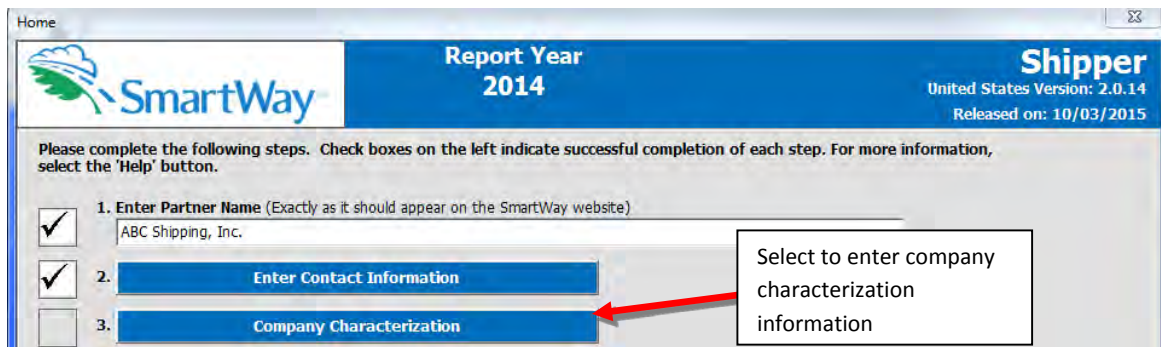 Home
SmartWay
Report Year
2014
Shipper
United States Version: 2.0.14
Released on: 10/03/2015
Please complete the following steps. Check boxes on the left indicate successful completion of each step. For more information,
select the 'Help' button.
1. Enter Partner Name (Exactly as it should appear on the SmartWay website)
ABC Shipping, Inc.
2. Enter Contact Information
3. Company Characterization
Select to enter company
characterization
information